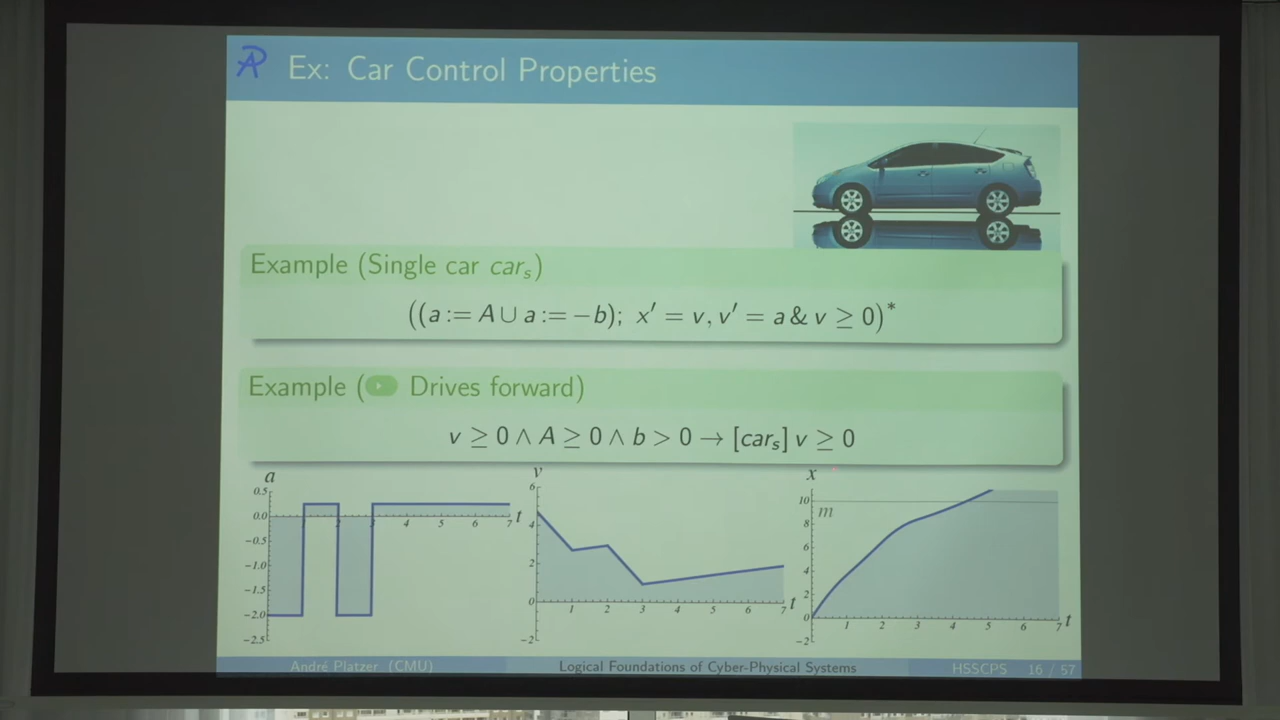 Ex: Car Control Properties
Example (Single car carₛ)
((a := A ∪ a := −b); x′ = v, v′ = a & v ≥ 0)*
Example ( Drives forward)
v ≥ 0 ∧ A ≥ 0 ∧ b > 0 → [carₛ] v ≥ 0
a
0.5
0.0
−0.5
−1.0
−1.5
−2.0
−2.5
1 2 3 4 5 6 7 t
v
6
4
2
0
−2
1 2 3 4 5 6 7 t
x
10
m
8
6
4
2
0
−2
1 2 3 4 5 6 7 t
André Platzer (CMU) Logical Foundations of Cyber-Physical Systems HSSCPS 16 / 57